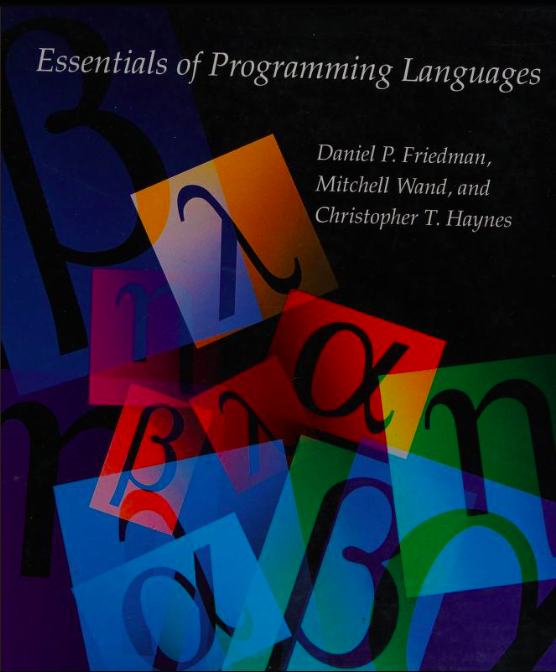 Essentials of Programming Languages
Daniel P. Friedman,
Mitchell Wand, and
Christopher T. Haynes
β
λ
η
α
η
β
λ
η
α
β
λ